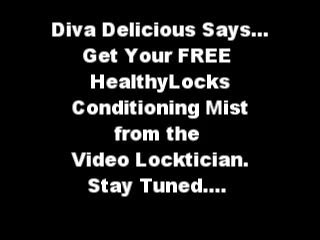 Diva Delicious Says...
Get Your FREE
HealthyLocks
Conditioning Mist
from the
Video Locktician.
Stay Tuned....